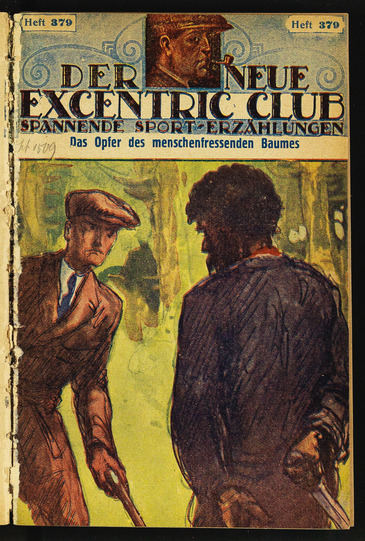 Heft 379
Heft 379
DER NEUE
EXCENTRIC CLUB
SPANNENDE SPORT-ERZÄHLUNGEN
Das Opfer des menschenfressenden Baumes